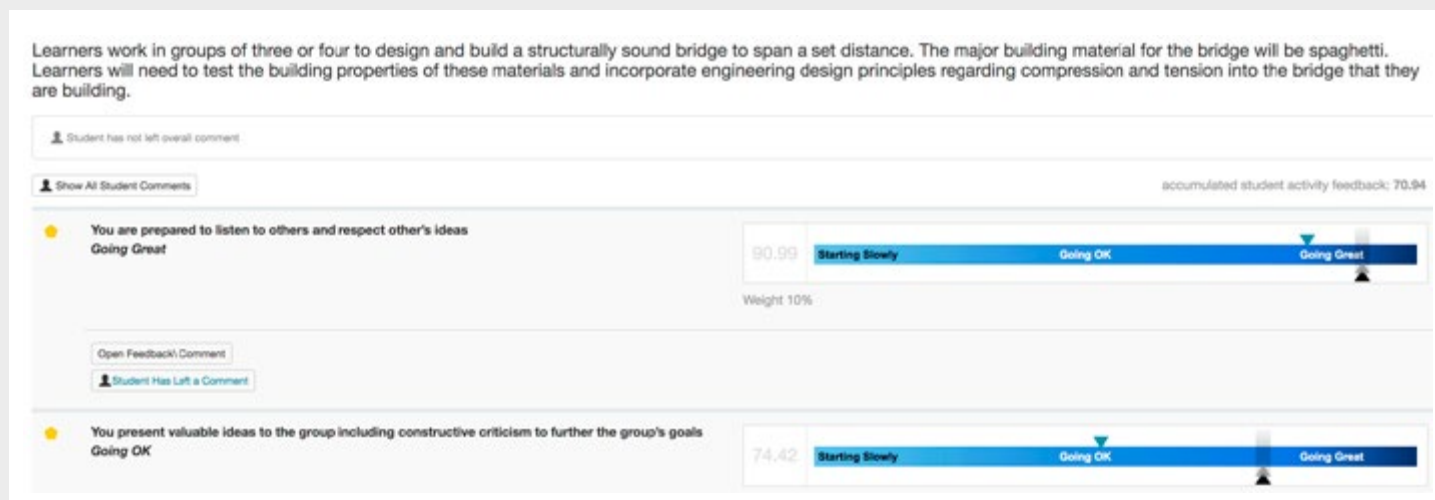 Learners work in groups of three or four to design and build a structurally sound bridge to span a set distance. The major building material for the bridge will be spaghetti.
Learners will need to test the building properties of these materials and incorporate engineering design principles regarding compression and tension into the bridge that they
are building.
Student has not left overall comment
Show All Student Comments
accumulated student activity feedback: 70.94
You are prepared to listen to others and respect other's ideas
Going Great
90.99
Starting Slowly Going OK Going Great
Weight 10%
Open Feedback\ Comment
Student Has Left a Comment
You present valuable ideas to the group including constructive criticism to further the group's goals
Going OK
74.42
Starting Slowly Going OK Going Great